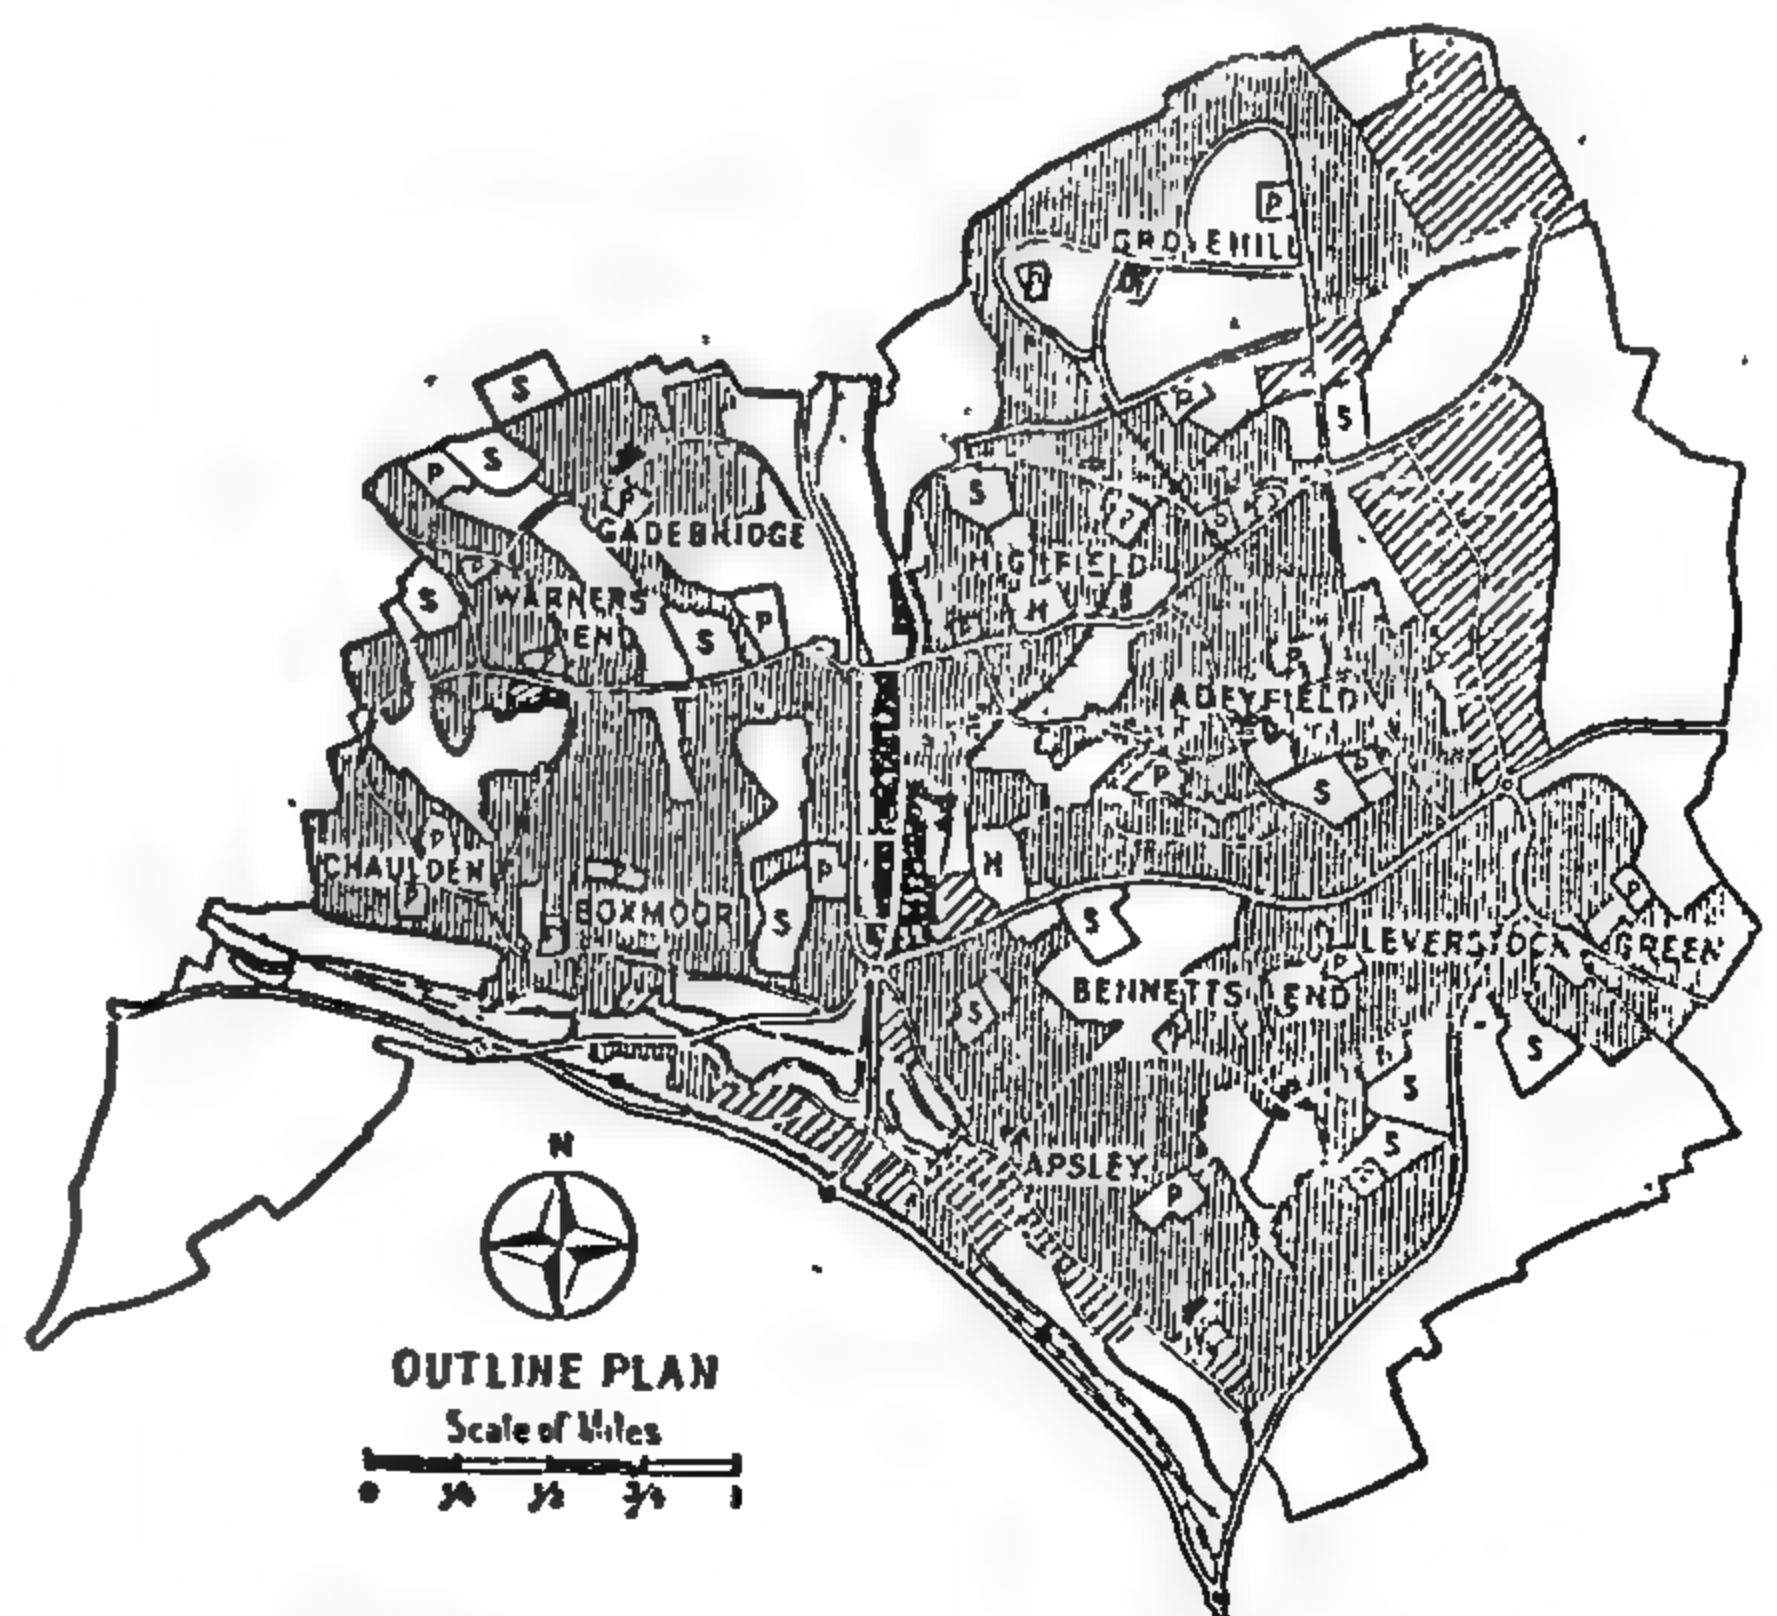 P
GROVEHILL
S
P
S
S
P
S
P
GADEBRIDGE
HIGHFIELD
S
WARNERS
END
H
P
S
P
ADEYFIELD
P
S
P
CHAULDEN
P
P
H
S
BOXMOOR
S
P
LEVERSTOCK GREEN
P
BENNETTS END
S
S
S
S
APSLEY
P
N
OUTLINE PLAN
Scale of Miles
0 ¼ ½ ¾ 1